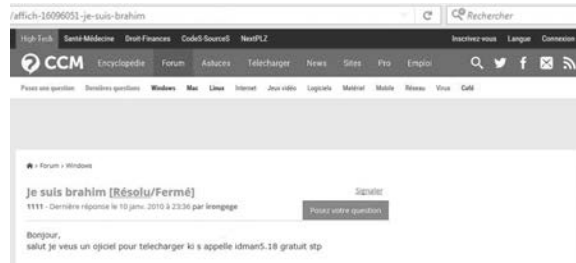 /affich-16096051-je-suis-brahim
Rechercher
High-Tech Santé-Médecine Droit-Finances CodeS-SourceS NextPLZ Inscrivez-vous Langue Connexion
CCM Encyclopédie Forum Astuces Télécharger News Sites Pro Emploi
Posez une question Dernières questions Windows Mac Linux Internet Jeux vidéo Logiciels Matériel Mobile Réseau Virus Café
› Forum › Windows
Je suis brahim [Résolu/Fermé]
Signaler
1111 - Dernière réponse le 10 janv. 2010 à 23:36 par irongege
Posez votre question
Bonjour,
salut je veus un ojiciel pour telecharger ki s appelle idman5.18 gratuit stp